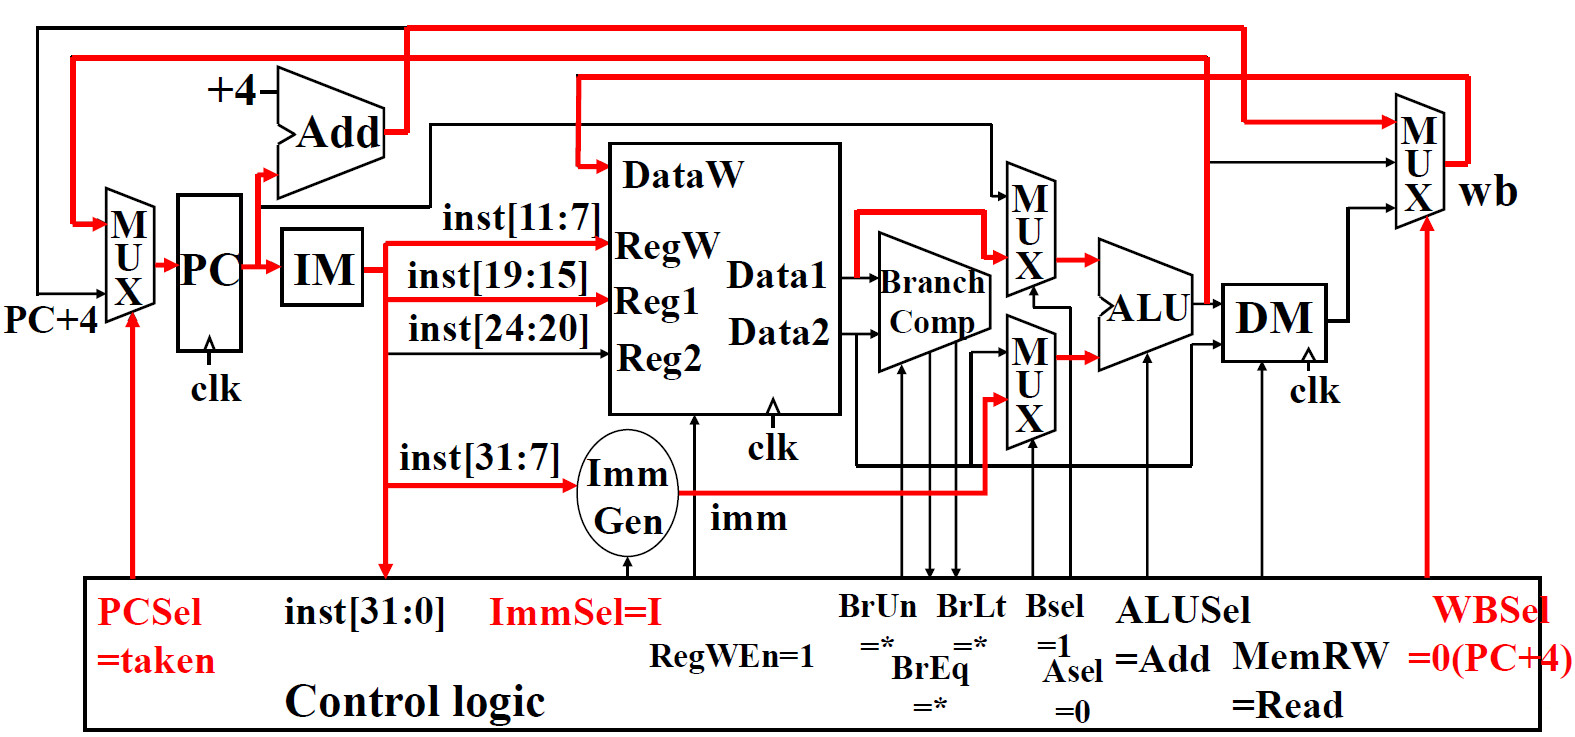 +4
Add
MUX
PC
IM
PC+4
clk
inst[11:7]
inst[19:15]
inst[24:20]
inst[31:7]
DataW
RegW
Reg1
Reg2
Data1
Data2
clk
Imm
Gen
imm
Branch
Comp
MUX
MUX
ALU
DM
clk
MUX
wb
PCSel
=taken
inst[31:0]
ImmSel=I
RegWEn=1
BrUn
=*
BrEq
=*
BrLt
=*
Bsel
=1
Asel
=0
ALUSel
=Add
MemRW
=Read
WBSel
=0(PC+4)
Control logic